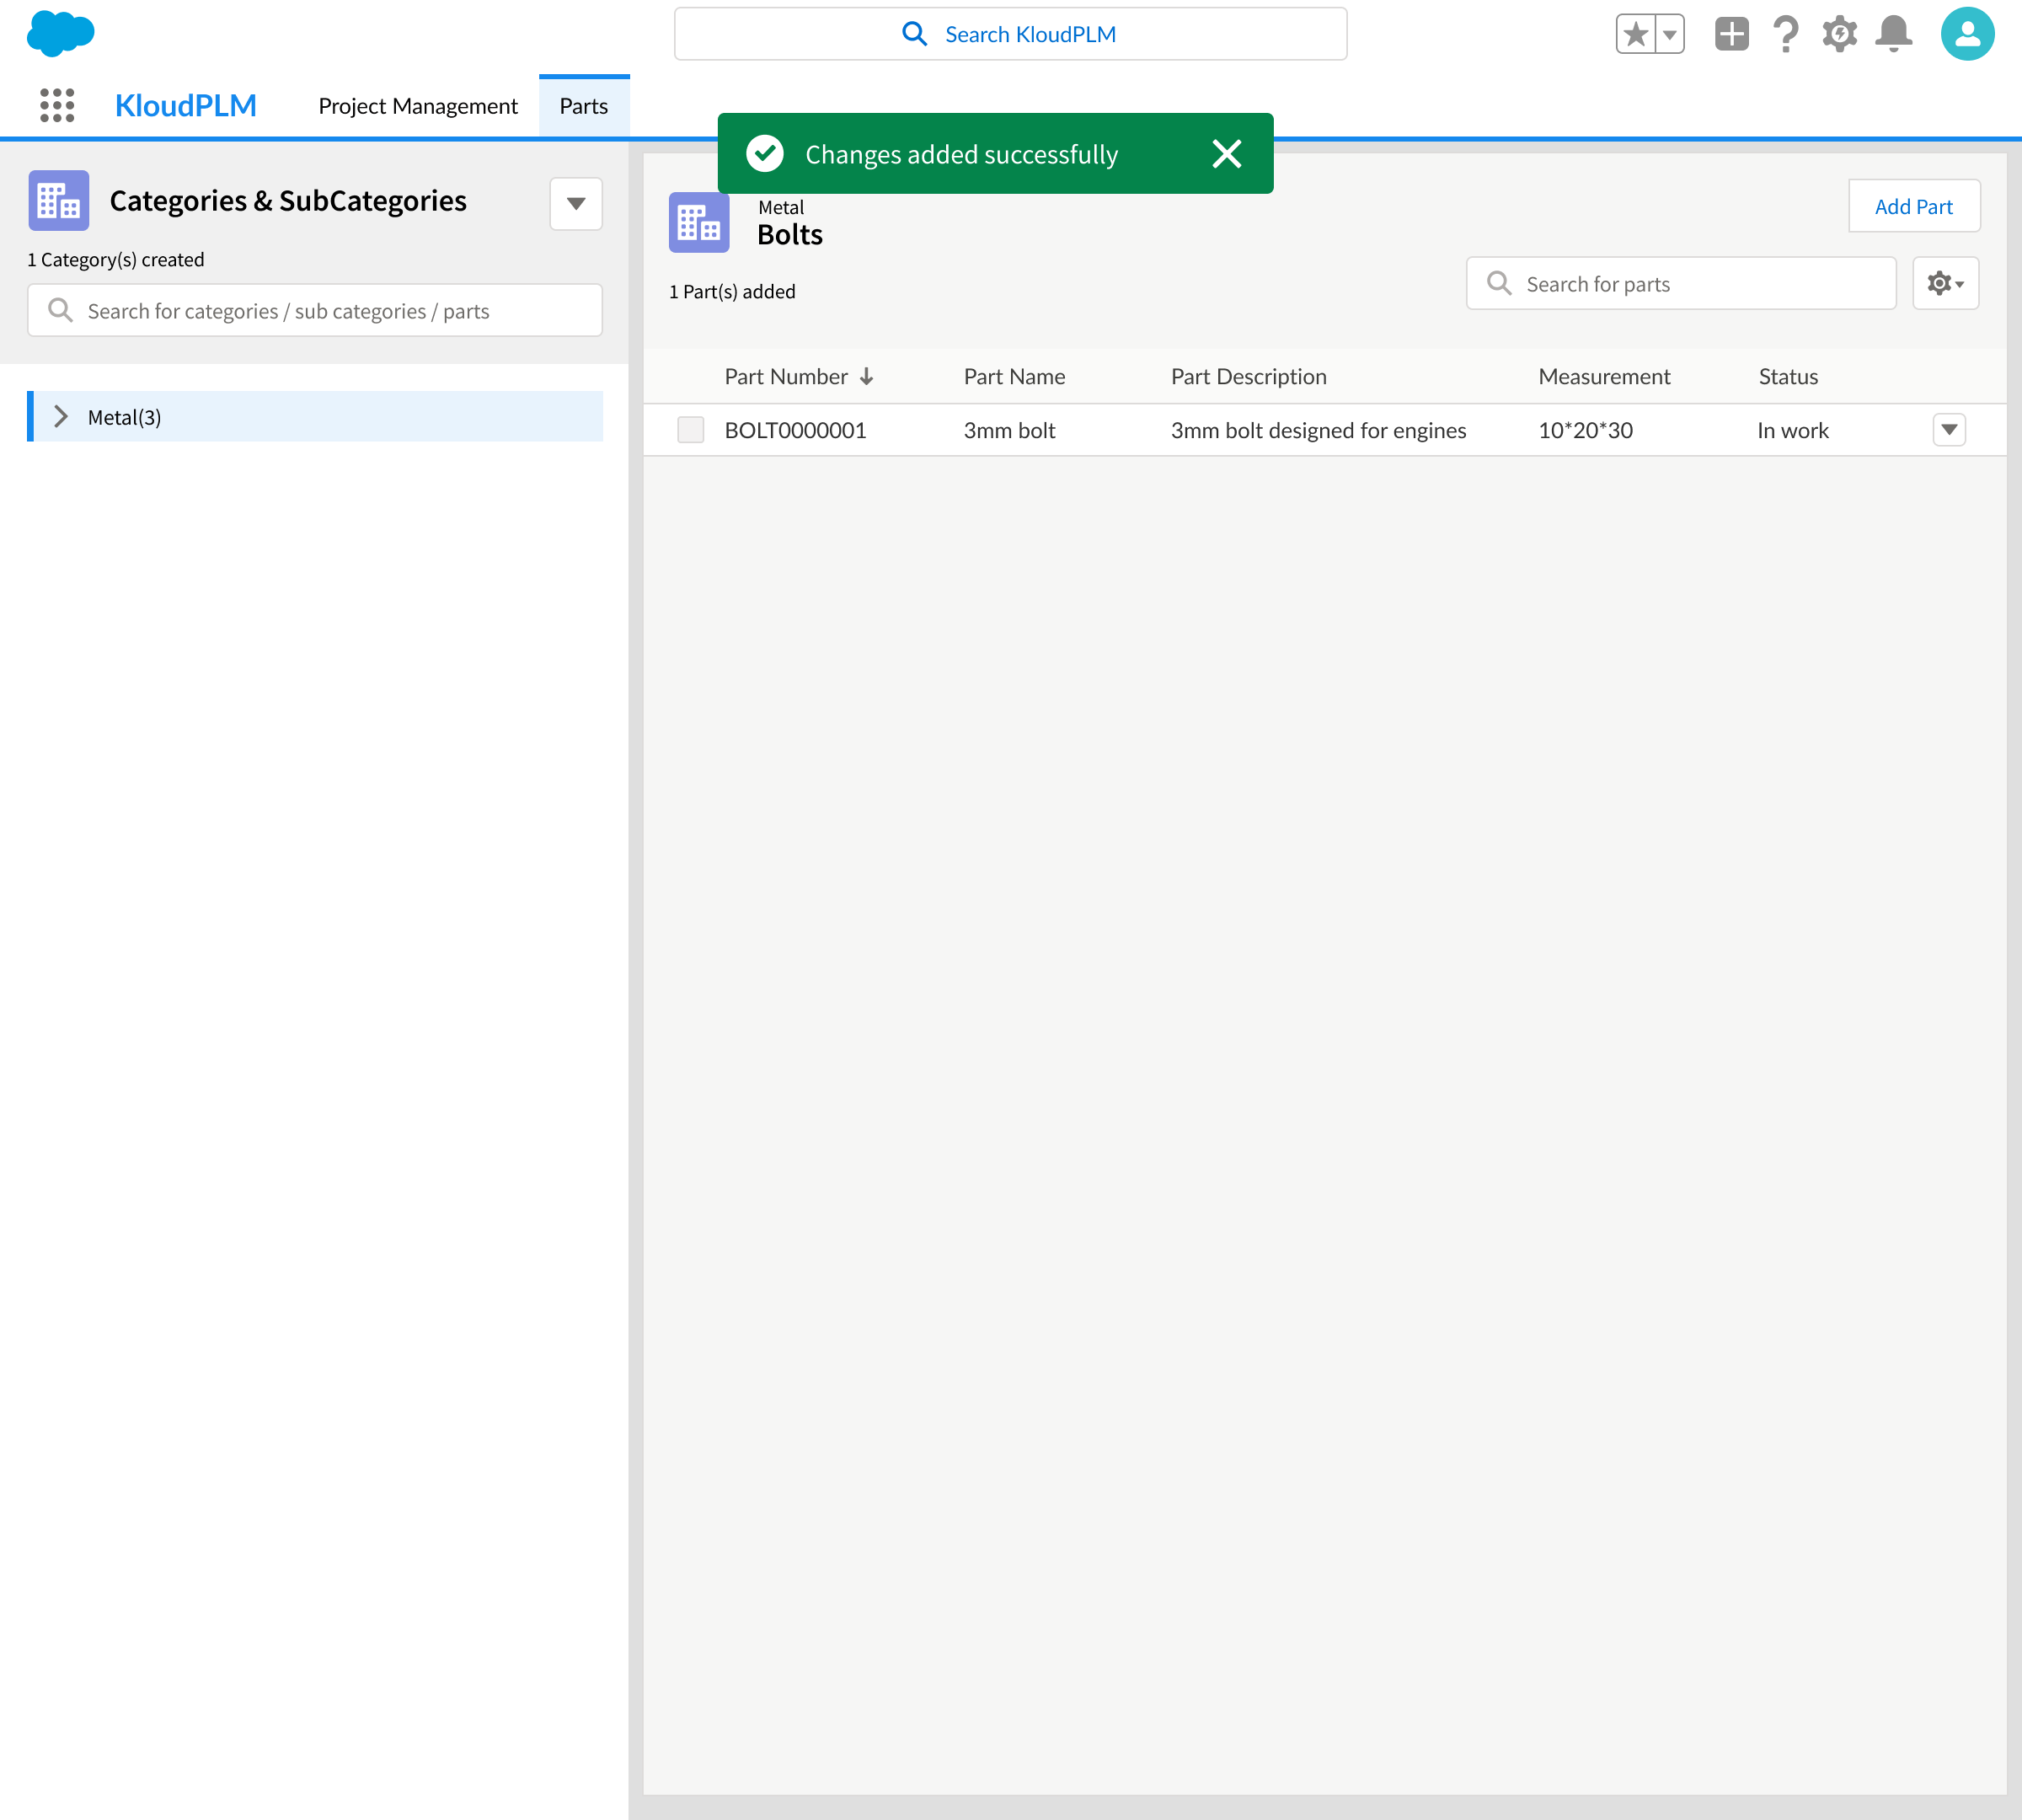 Search KloudPLM
KloudPLM
Project Management
Parts
Changes added successfully
Categories & SubCategories
1 Category(s) created
Search for categories / sub categories / parts
Metal(3)
Metal
Bolts
Add Part
1 Part(s) added
Search for parts
Part Number Part Name Part Description Measurement Status
BOLT0000001 3mm bolt 3mm bolt designed for engines 10*20*30 In work